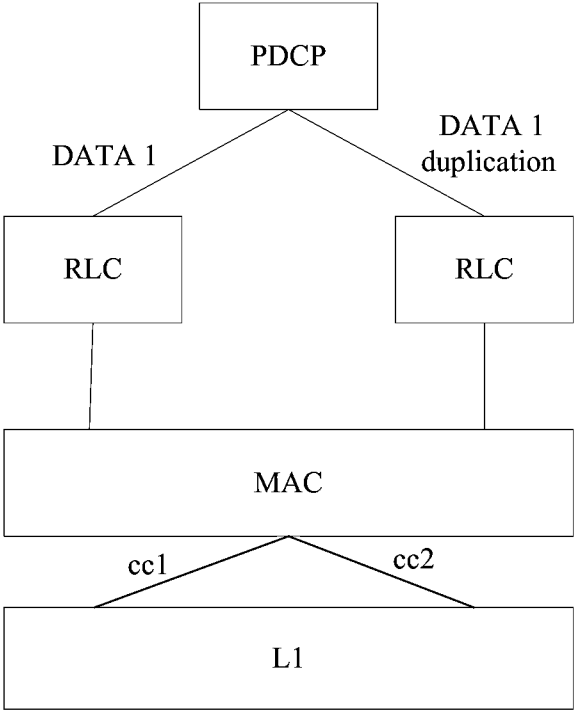 PDCP
DATA 1
DATA 1
duplication
RLC
RLC
MAC
cc1
cc2
L1